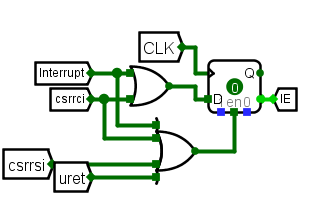 CLK
Interrupt
Q
0
csrrci
D
en
0
IE
csrrsi
uret